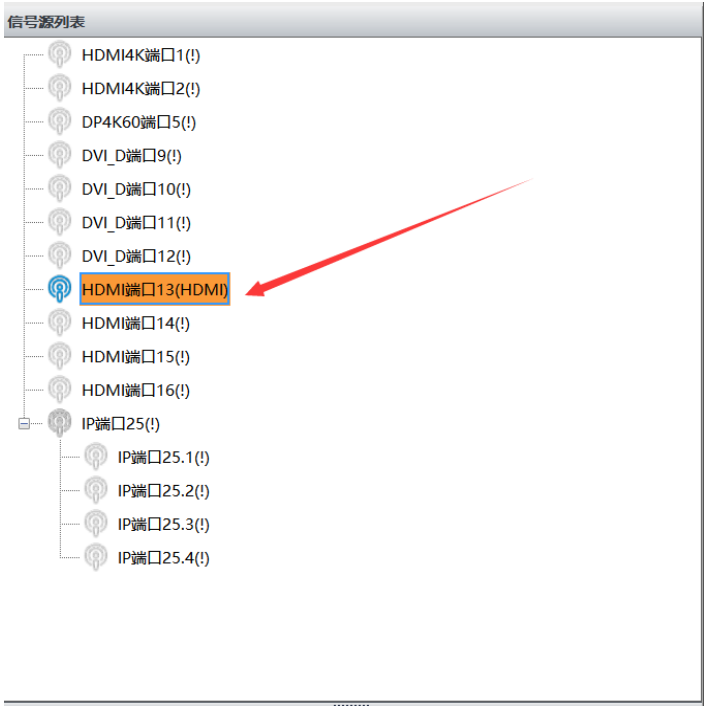 信号源列表
HDMI4K端口1(!)
HDMI4K端口2(!)
DP4K60端口5(!)
DVI_D端口9(!)
DVI_D端口10(!)
DVI_D端口11(!)
DVI_D端口12(!)
HDMI端口13(HDMI)
HDMI端口14(!)
HDMI端口15(!)
HDMI端口16(!)
IP端口25(!)
IP端口25.1(!)
IP端口25.2(!)
IP端口25.3(!)
IP端口25.4(!)